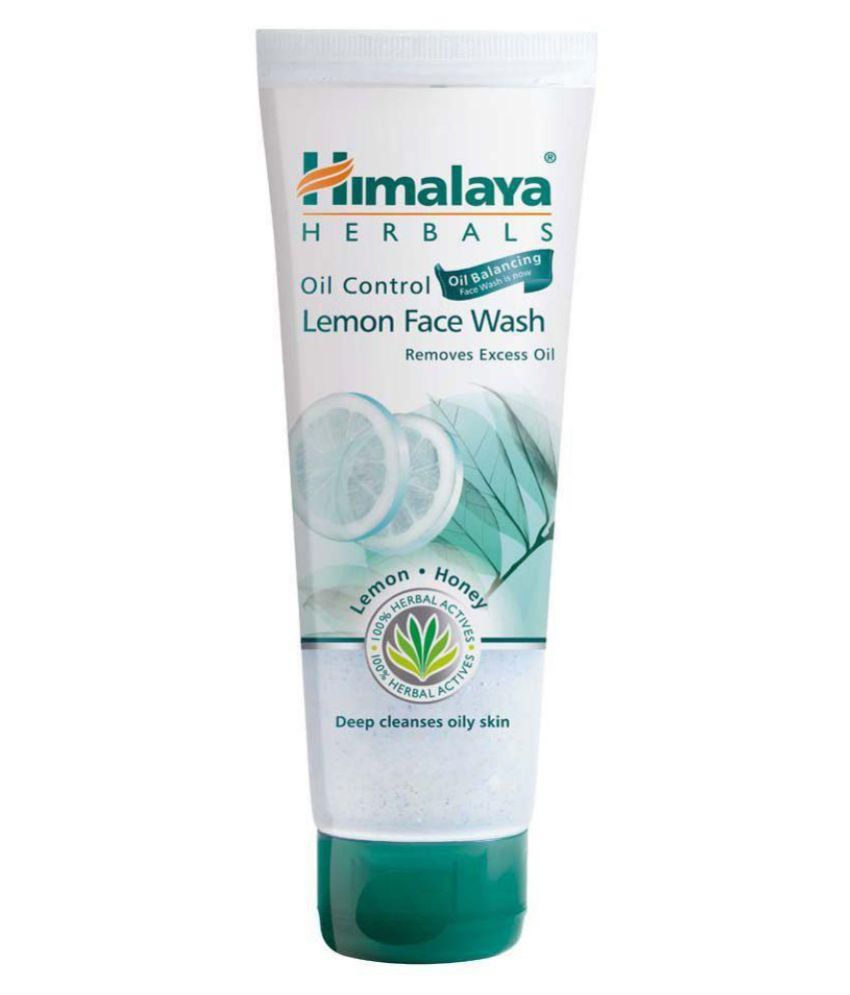 Himalaya®
HERBALS
Oil Control
Oil Balancing
Face Wash is now
Lemon Face Wash
Removes Excess Oil
Lemon • Honey
100% HERBAL ACTIVES •
100% HERBAL ACTIVES •
Deep cleanses oily skin